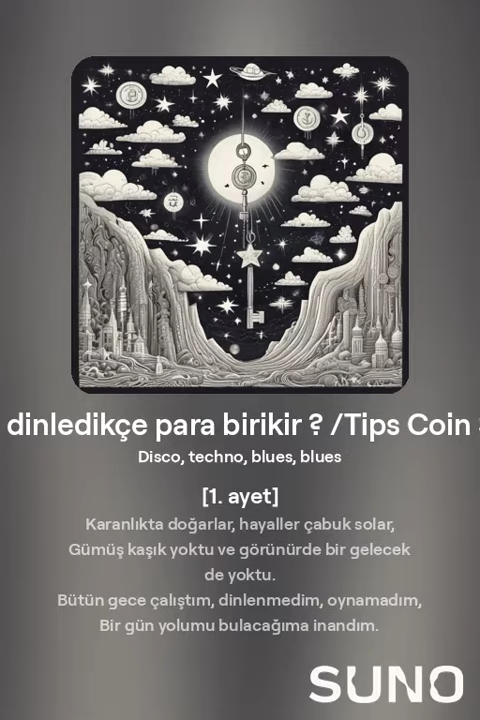 dinledikçe para birikir ? /Tips Coin
Disco, techno, blues, blues
[1. ayet]
Karanlıkta doğarlar, hayaller çabuk solar,
Gümüş kaşık yoktu ve görünürde bir gelecek
de yoktu.
Bütün gece çalıştım, dinlenmedim, oynamadım,
Bir gün yolumu bulacağıma inandım.
SUNO